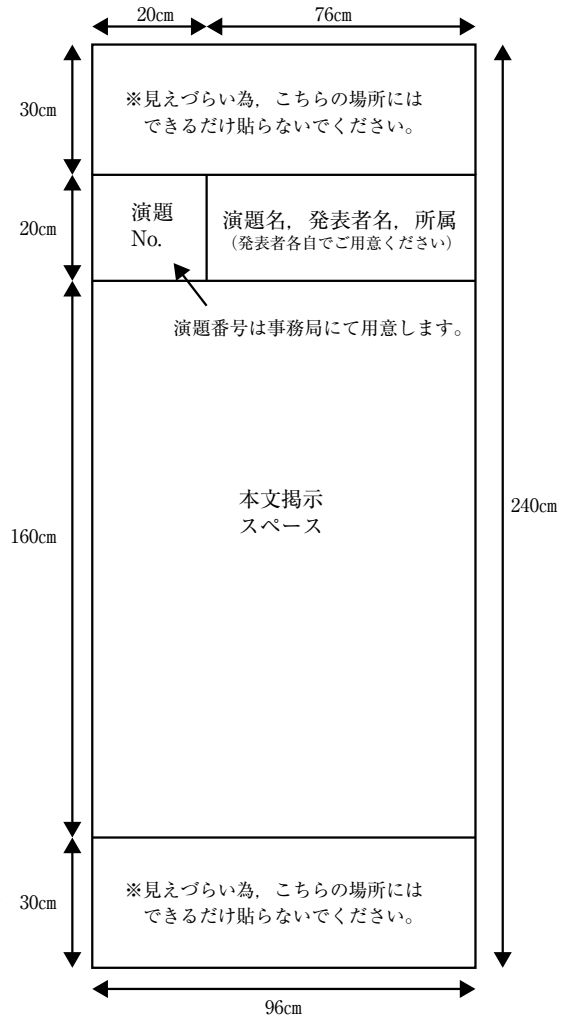 20cm
76cm
30cm
※見えづらい為，こちらの場所には
できるだけ貼らないでください。
20cm
演題
No.
演題名，発表者名，所属
（発表者各自でご用意ください）
演題番号は事務局にて用意します。
本文掲示
スペース
240cm
160cm
30cm
※見えづらい為，こちらの場所には
できるだけ貼らないでください。
96cm